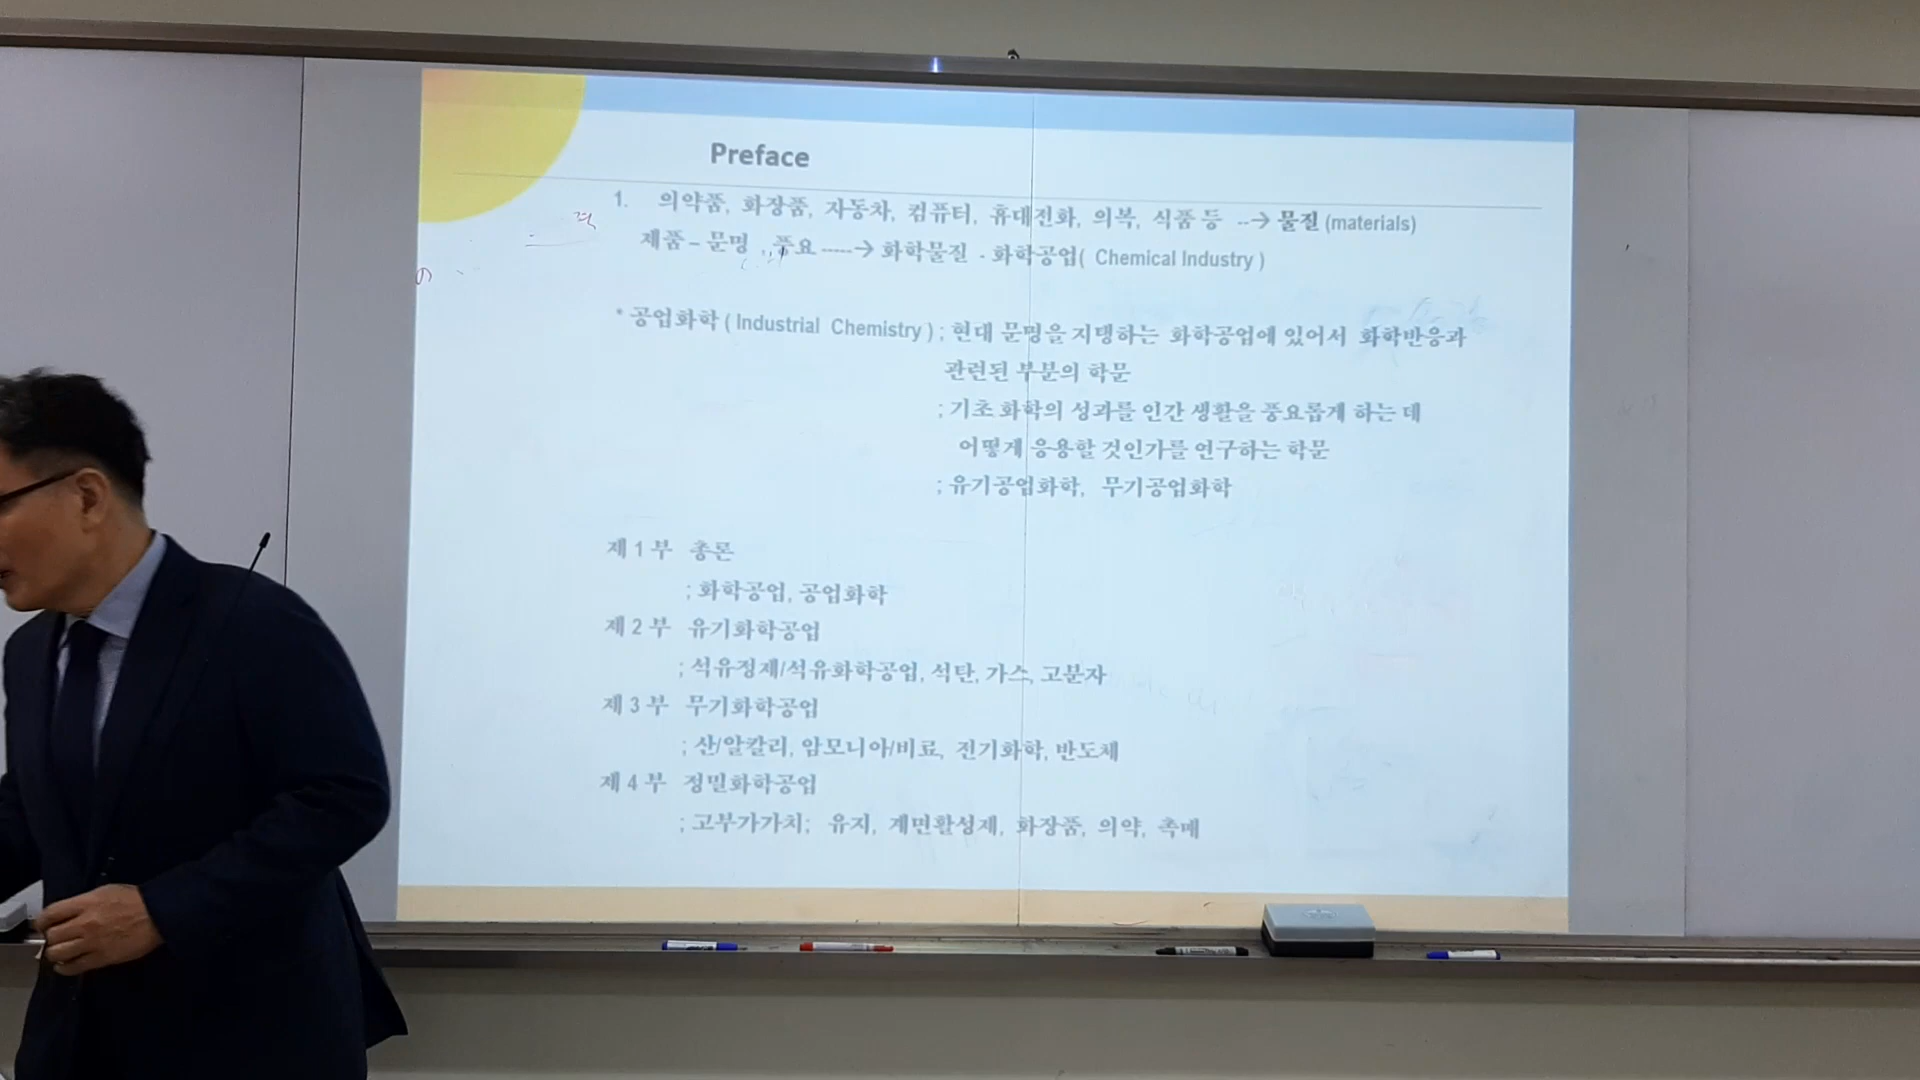 Preface
1. 의약품, 화장품, 자동차, 컴퓨터, 휴대전화, 의복, 식품 등 --→ 물질 (materials)
제품 – 문명 , 풍요 -----→ 화학물질 - 화학공업( Chemical Industry )
* 공업화학 ( Industrial Chemistry ) ; 현대 문명을 지탱하는 화학공업에 있어서 화학반응과
관련된 부분의 학문
; 기초 화학의 성과를 인간 생활을 풍요롭게 하는 데
어떻게 응용할 것인가를 연구하는 학문
; 유기공업화학, 무기공업화학
제 1 부 총론
; 화학공업, 공업화학
제 2 부 유기화학공업
; 석유정제/석유화학공업, 석탄, 가스, 고분자
제 3 부 무기화학공업
; 산/알칼리, 암모니아/비료, 전기화학, 반도체
제 4 부 정밀화학공업
; 고부가가치; 유지, 계면활성제, 화장품, 의약, 촉매